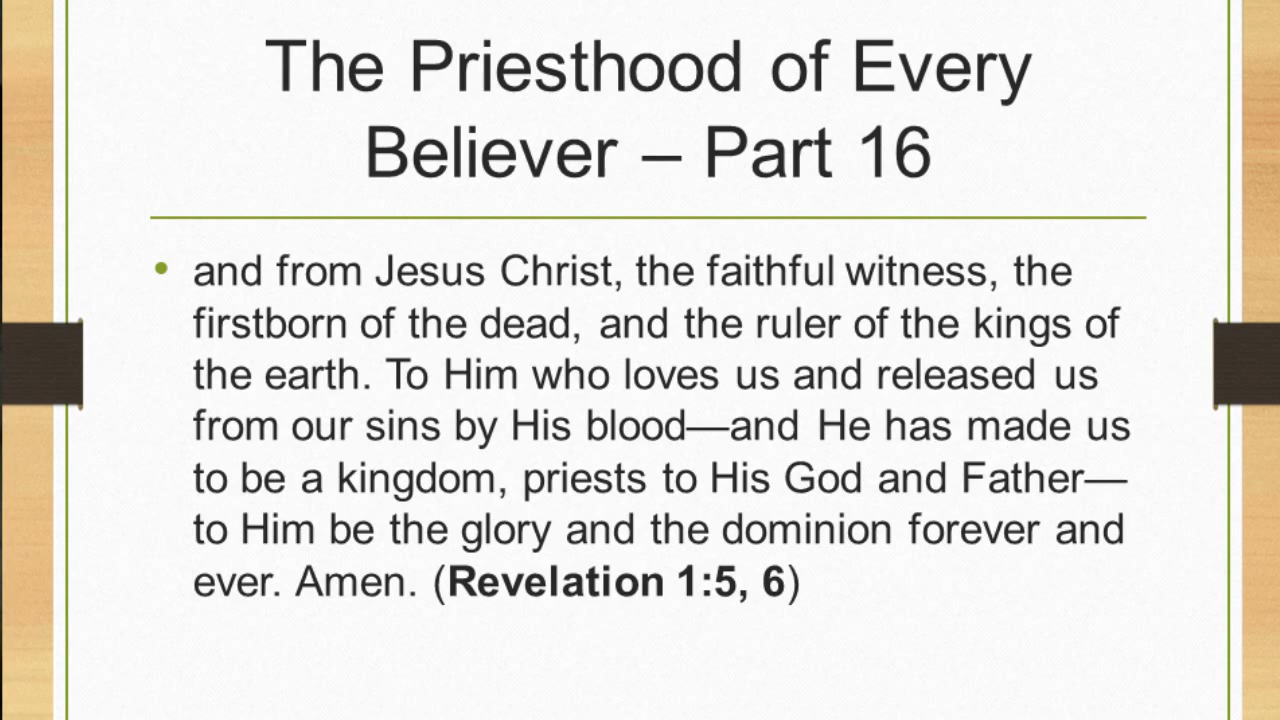 The Priesthood of Every
Believer – Part 16
• and from Jesus Christ, the faithful witness, the
firstborn of the dead, and the ruler of the kings of
the earth. To Him who loves us and released us
from our sins by His blood—and He has made us
to be a kingdom, priests to His God and Father—
to Him be the glory and the dominion forever and
ever. Amen. (Revelation 1:5, 6)